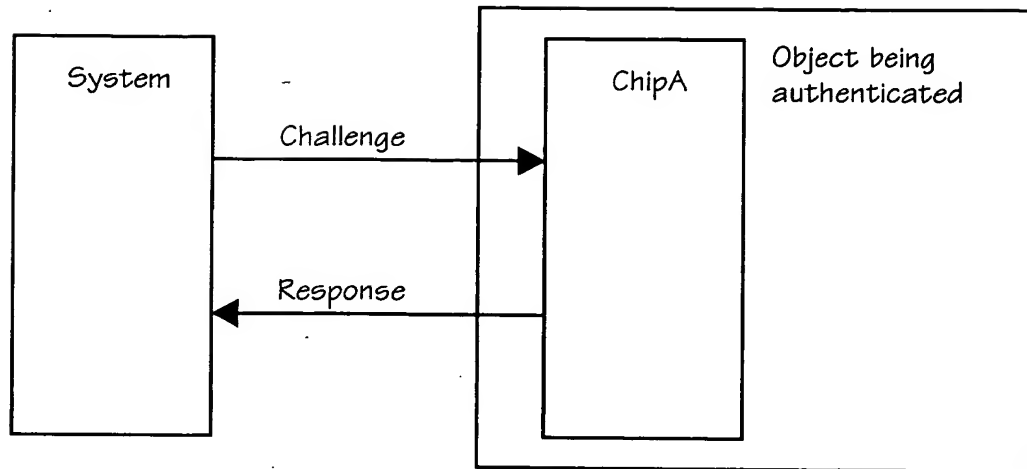 System
ChipA
Object being
authenticated
Challenge
Response